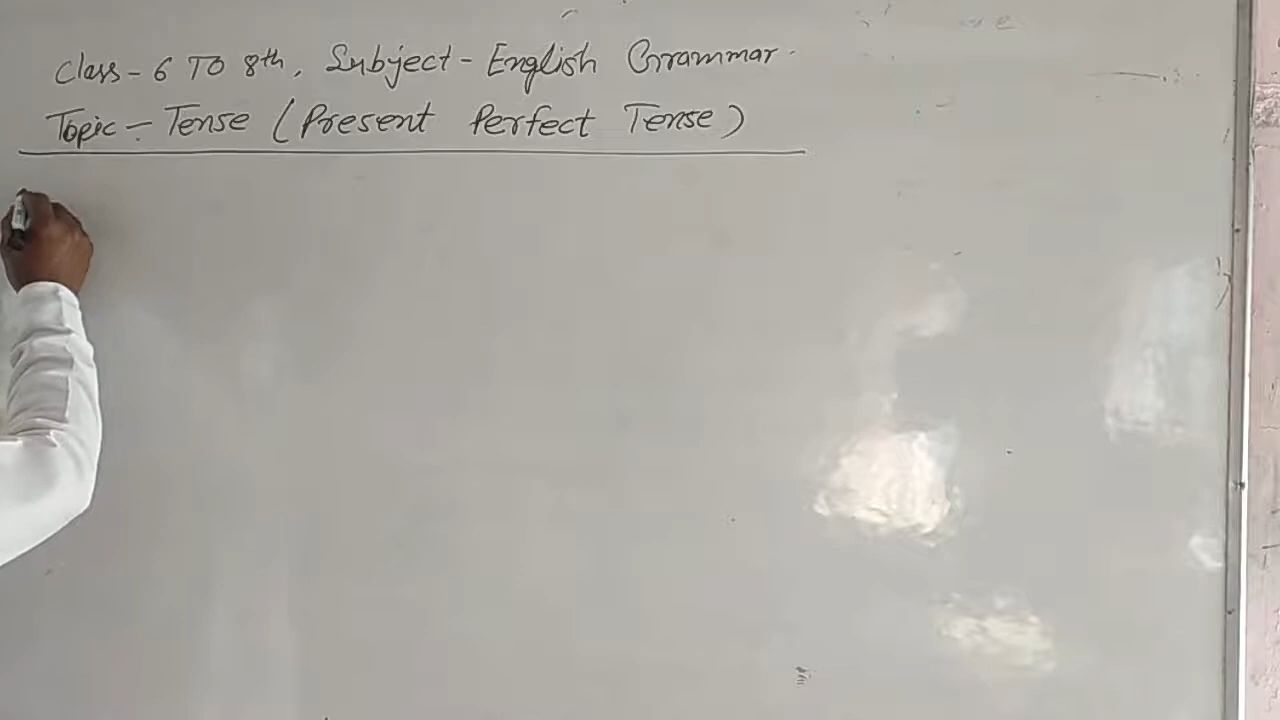 Class - 6 TO 8th, Subject - English Grammar.
Topic :- Tense (Present Perfect Tense)